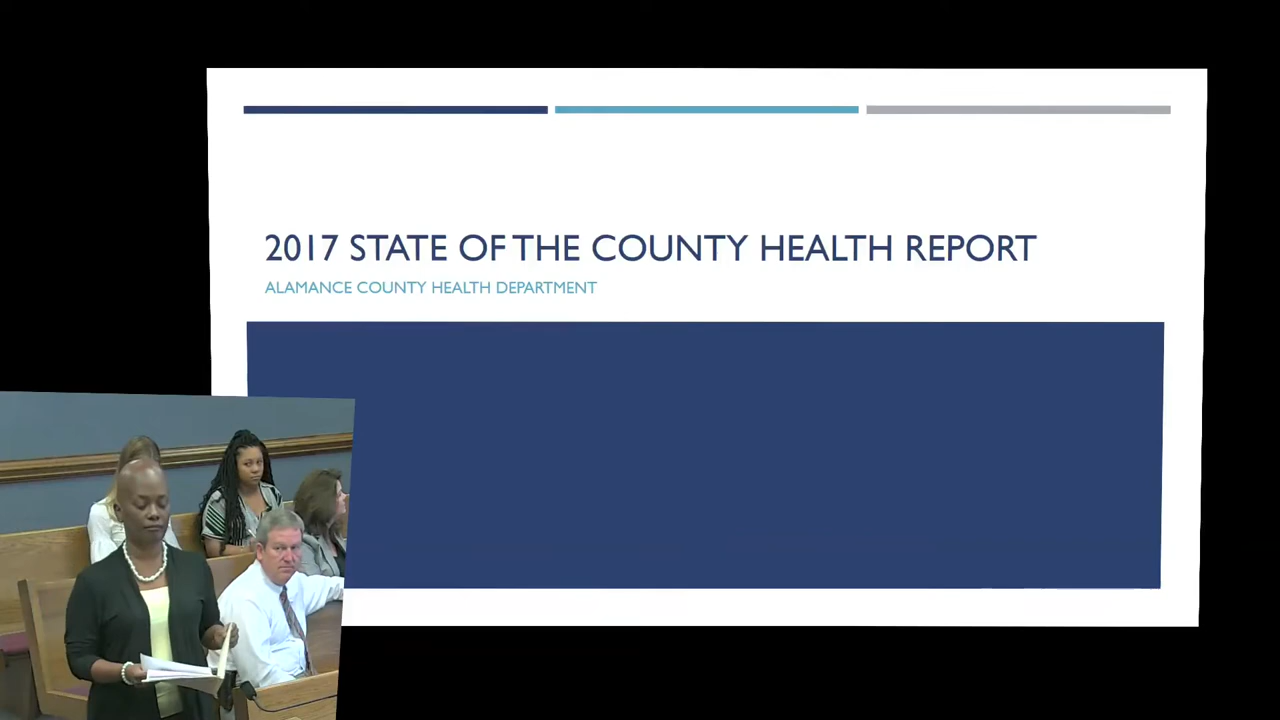 2017 STATE OF THE COUNTY HEALTH REPORT
ALAMANCE COUNTY HEALTH DEPARTMENT